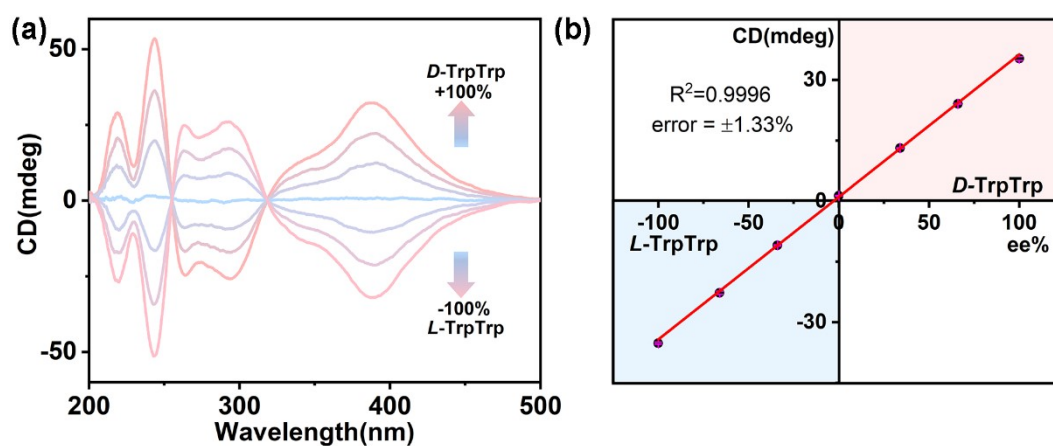 (a)
50
0
-50
CD(mdeg)
D-TrpTrp
+100%
-100%
L-TrpTrp
200
300
400
500
Wavelength(nm)
(b)
CD(mdeg)
30
0
-30
R²=0.9996
error = ±1.33%
D-TrpTrp
-100
-50
0
50
100
L-TrpTrp
ee%